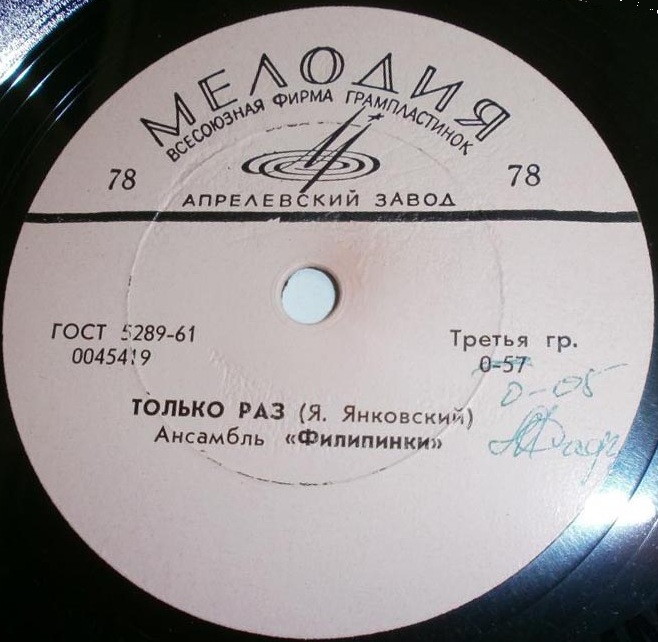 МЕЛОДИЯ
ВСЕСОЮЗНАЯ ФИРМА ГРАМПЛАСТИНОК
78 78
АПРЕЛЕВСКИЙ ЗАВОД
ГОСТ 5289-61 Третья гр.
0045419 0-57
0-05
ТОЛЬКО РАЗ (Я. Янковский)
Ансамбль «Филипинки»